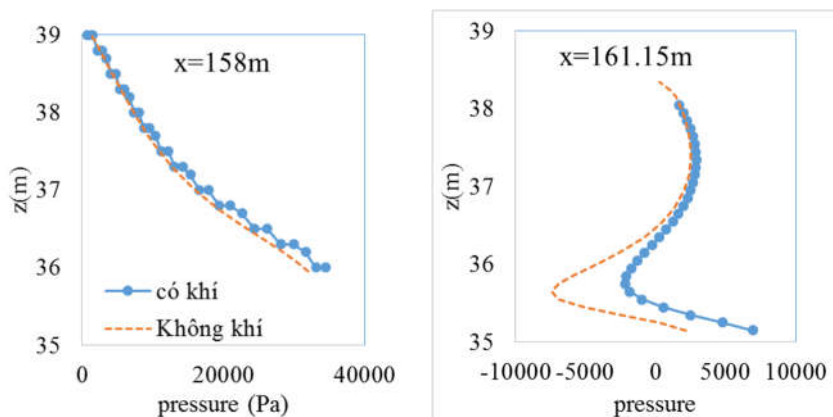 39
38
37
36
35
z(m)
x=158m
có khí
Không khí
0
20000
40000
pressure (Pa)
39
38
37
36
35
z(m)
x=161.15m
-10000
-5000
0
5000
10000
pressure